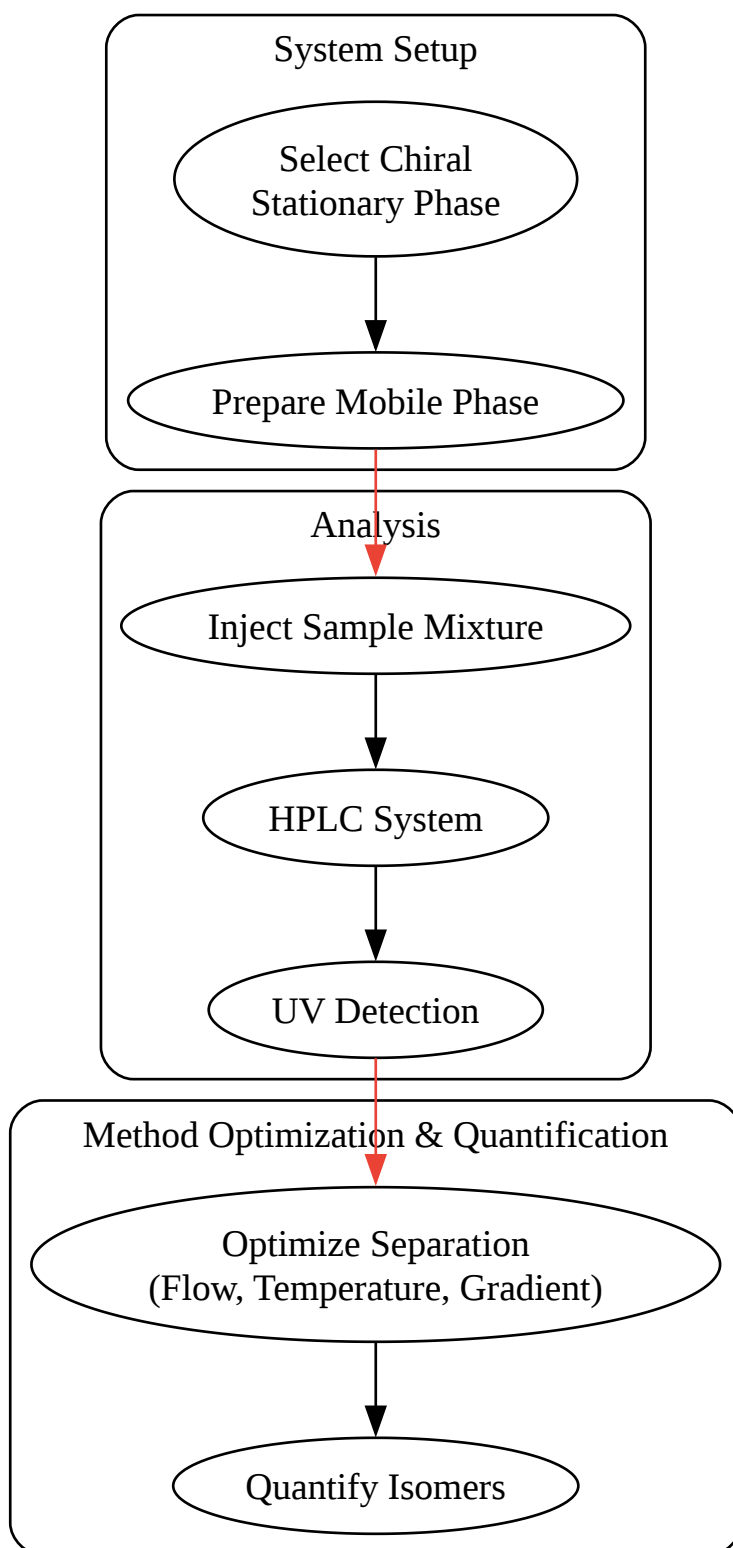 System Setup
Select Chiral
Stationary Phase
Prepare Mobile Phase
Analysis
Inject Sample Mixture
HPLC System
UV Detection
Method Optimization & Quantification
Optimize Separation
(Flow, Temperature, Gradient)
Quantify Isomers